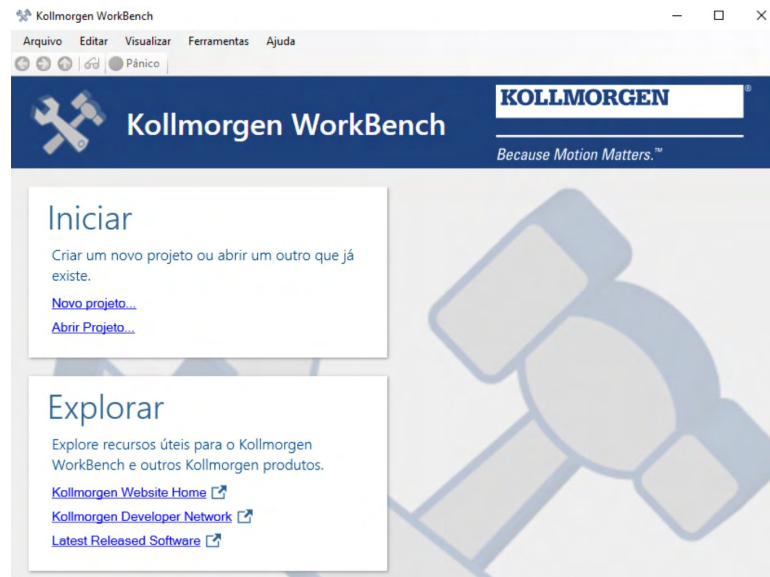 Kollmorgen WorkBench
Arquivo Editar Visualizar Ferramentas Ajuda
Pânico
Kollmorgen WorkBench
KOLLMORGEN®
Because Motion Matters.™
Iniciar
Criar um novo projeto ou abrir um outro que já
existe.
Novo projeto...
Abrir Projeto...
Explorar
Explore recursos úteis para o Kollmorgen
WorkBench e outros Kollmorgen produtos.
Kollmorgen Website Home
Kollmorgen Developer Network
Latest Released Software